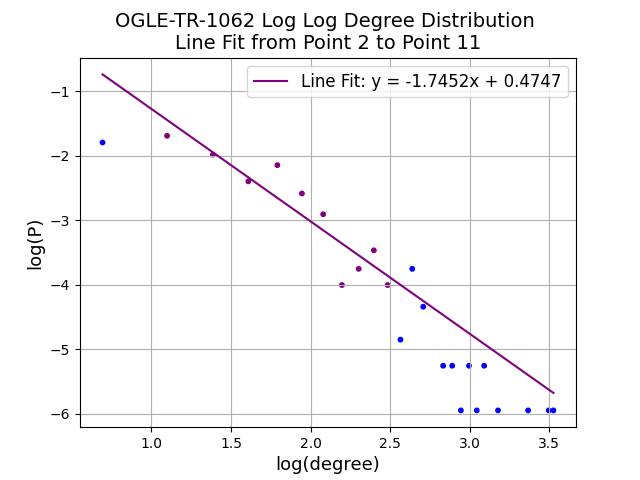 OGLE-TR-1062 Log Log Degree Distribution
Line Fit from Point 2 to Point 11
Line Fit: y = -1.7452x + 0.4747
log(P)
−1
−2
−3
−4
−5
−6
1.0 1.5 2.0 2.5 3.0 3.5
log(degree)